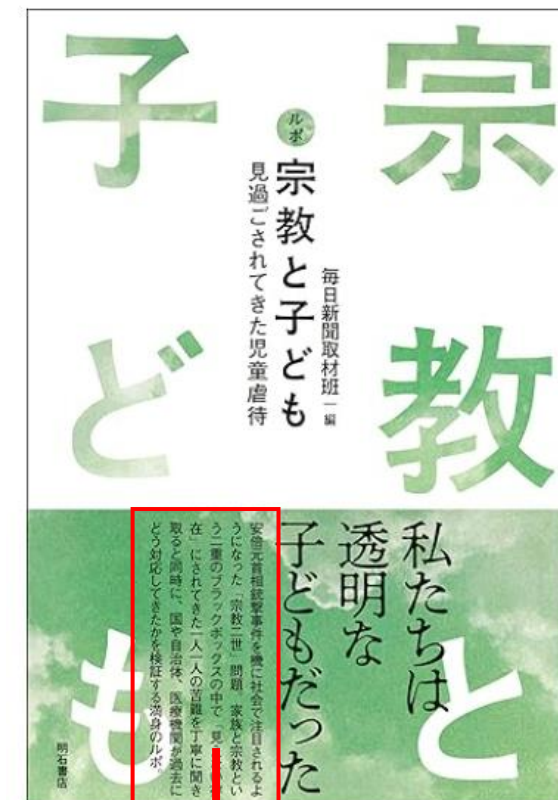 宗教と
子ども
ルポ
宗教と子ども
見過ごされてきた児童虐待
毎日新聞取材班 編
私たちは
透明な
子どもだった
安倍元首相銃撃事件を機に社会で注目されるよ
うになった「宗教二世」問題。家族と宗教とい
う二重のブラックボックスの中で「見
在」にされてきた一人一人の苦難を丁寧に聞き
取ると同時に、国や自治体、医療機関が過去に
どう対応してきたかを検証する渾身のルポ。
明石書店